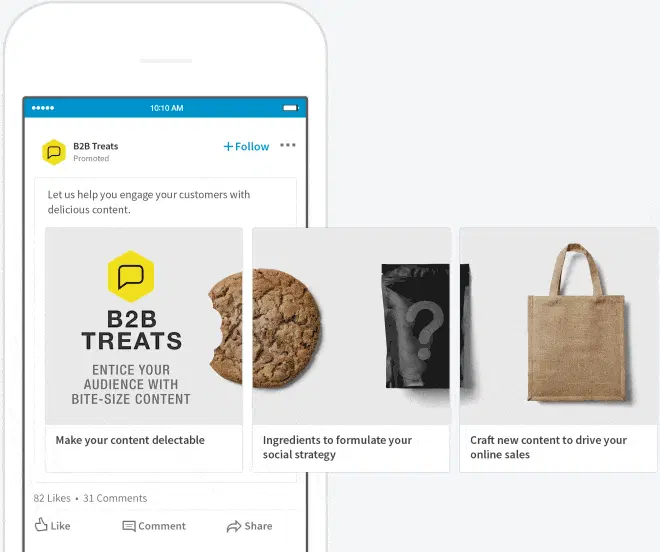 10:10 AM
B2B Treats
Promoted
+Follow
Let us help you engage your customers with
delicious content.
B2B
TREATS
ENTICE YOUR
AUDIENCE WITH
BITE-SIZE CONTENT
?
Make your content delectable
Ingredients to formulate your
social strategy
Craft new content to drive your
online sales
82 Likes • 31 Comments
Like
Comment
Share